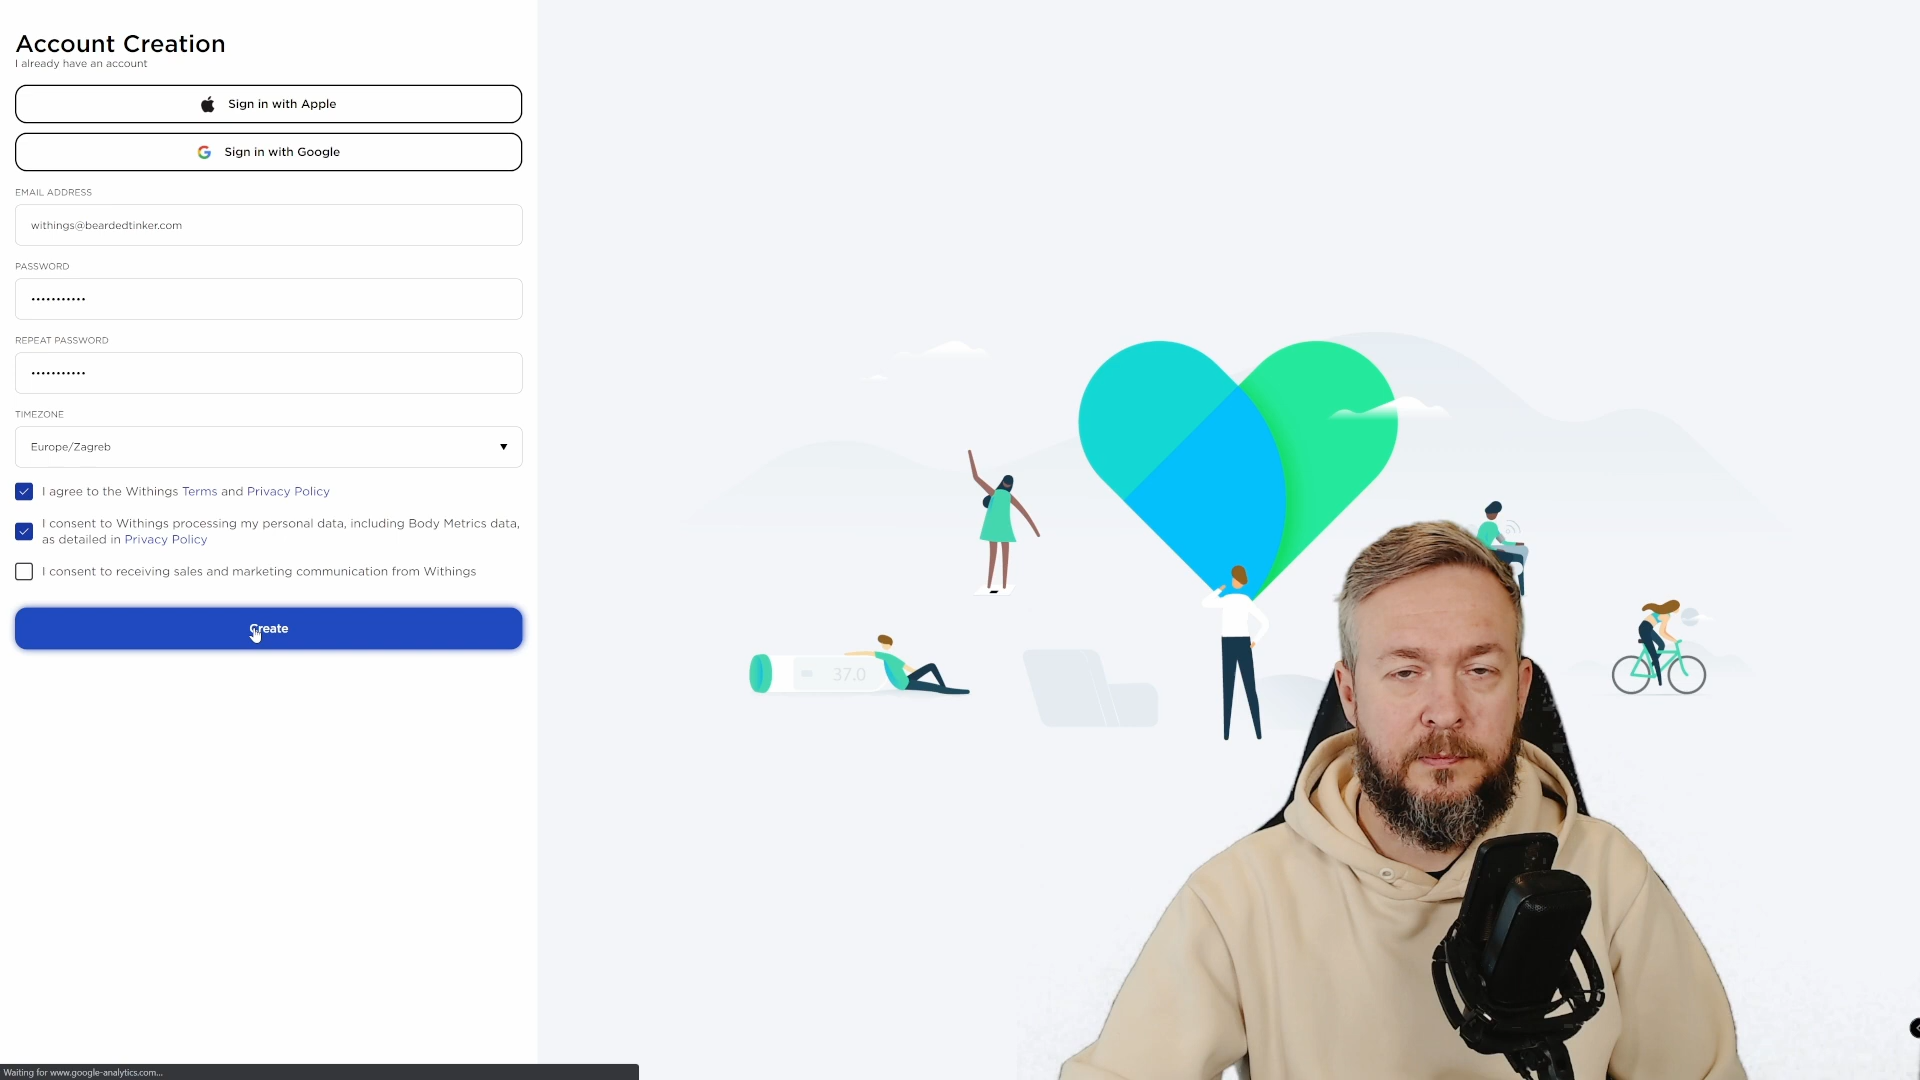 Account Creation
I already have an account
Sign in with Apple
Sign in with Google
EMAIL ADDRESS
withings@beardedtinker.com
PASSWORD
•••••••••••
REPEAT PASSWORD
•••••••••••
TIMEZONE
Europe/Zagreb
I agree to the Withings Terms and Privacy Policy
I consent to Withings processing my personal data, including Body Metrics data,
as detailed in Privacy Policy
I consent to receiving sales and marketing communication from Withings
Create
37.0
Waiting for www.google-analytics.com...